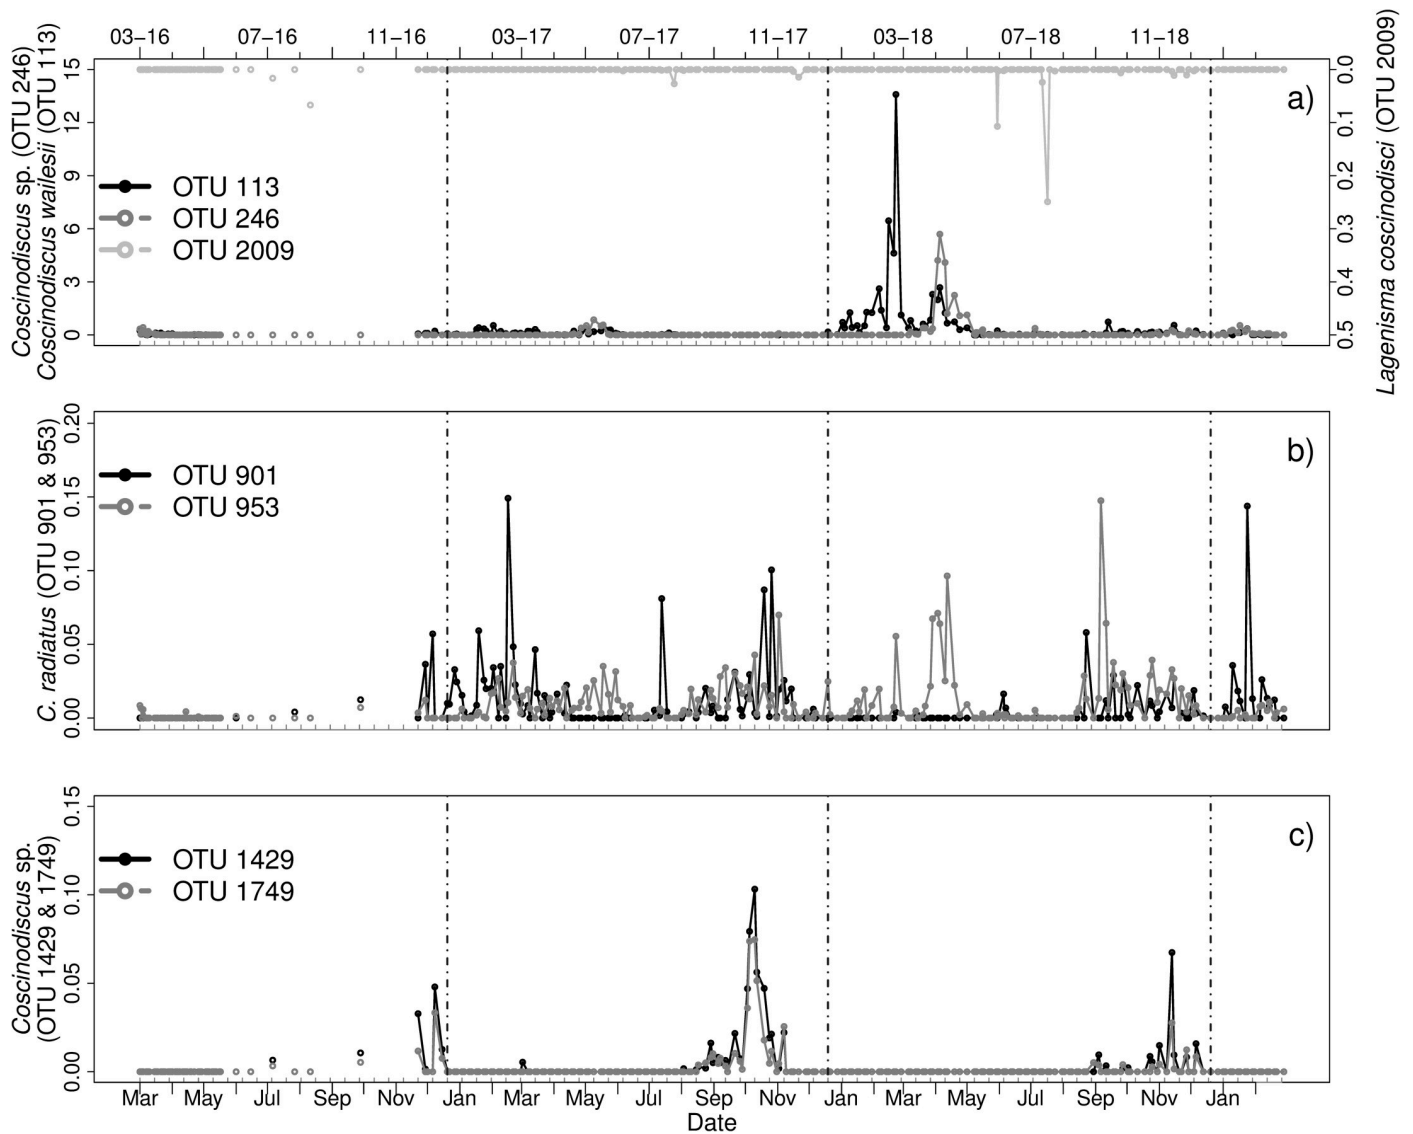 03−16 07−16 11−16 03−17 07−17 11−17 03−18 07−18 11−18
Coscinodiscus sp. (OTU 246)
Coscinodiscus wailesii (OTU 113)
15
12
9
6
3
0
a)
OTU 113
OTU 246
OTU 2009
0.0
0.1
0.2
0.3
0.4
0.5
Lagenisma coscinodisci (OTU 2009)
C. radiatus (OTU 901 & 953)
0.20
0.15
0.10
0.05
0.00
b)
OTU 901
OTU 953
Coscinodiscus sp.
(OTU 1429 & 1749)
0.15
0.10
0.05
0.00
c)
OTU 1429
OTU 1749
Mar May Jul Sep Nov Jan Mar May Jul Sep Nov Jan Mar May Jul Sep Nov Jan
Date